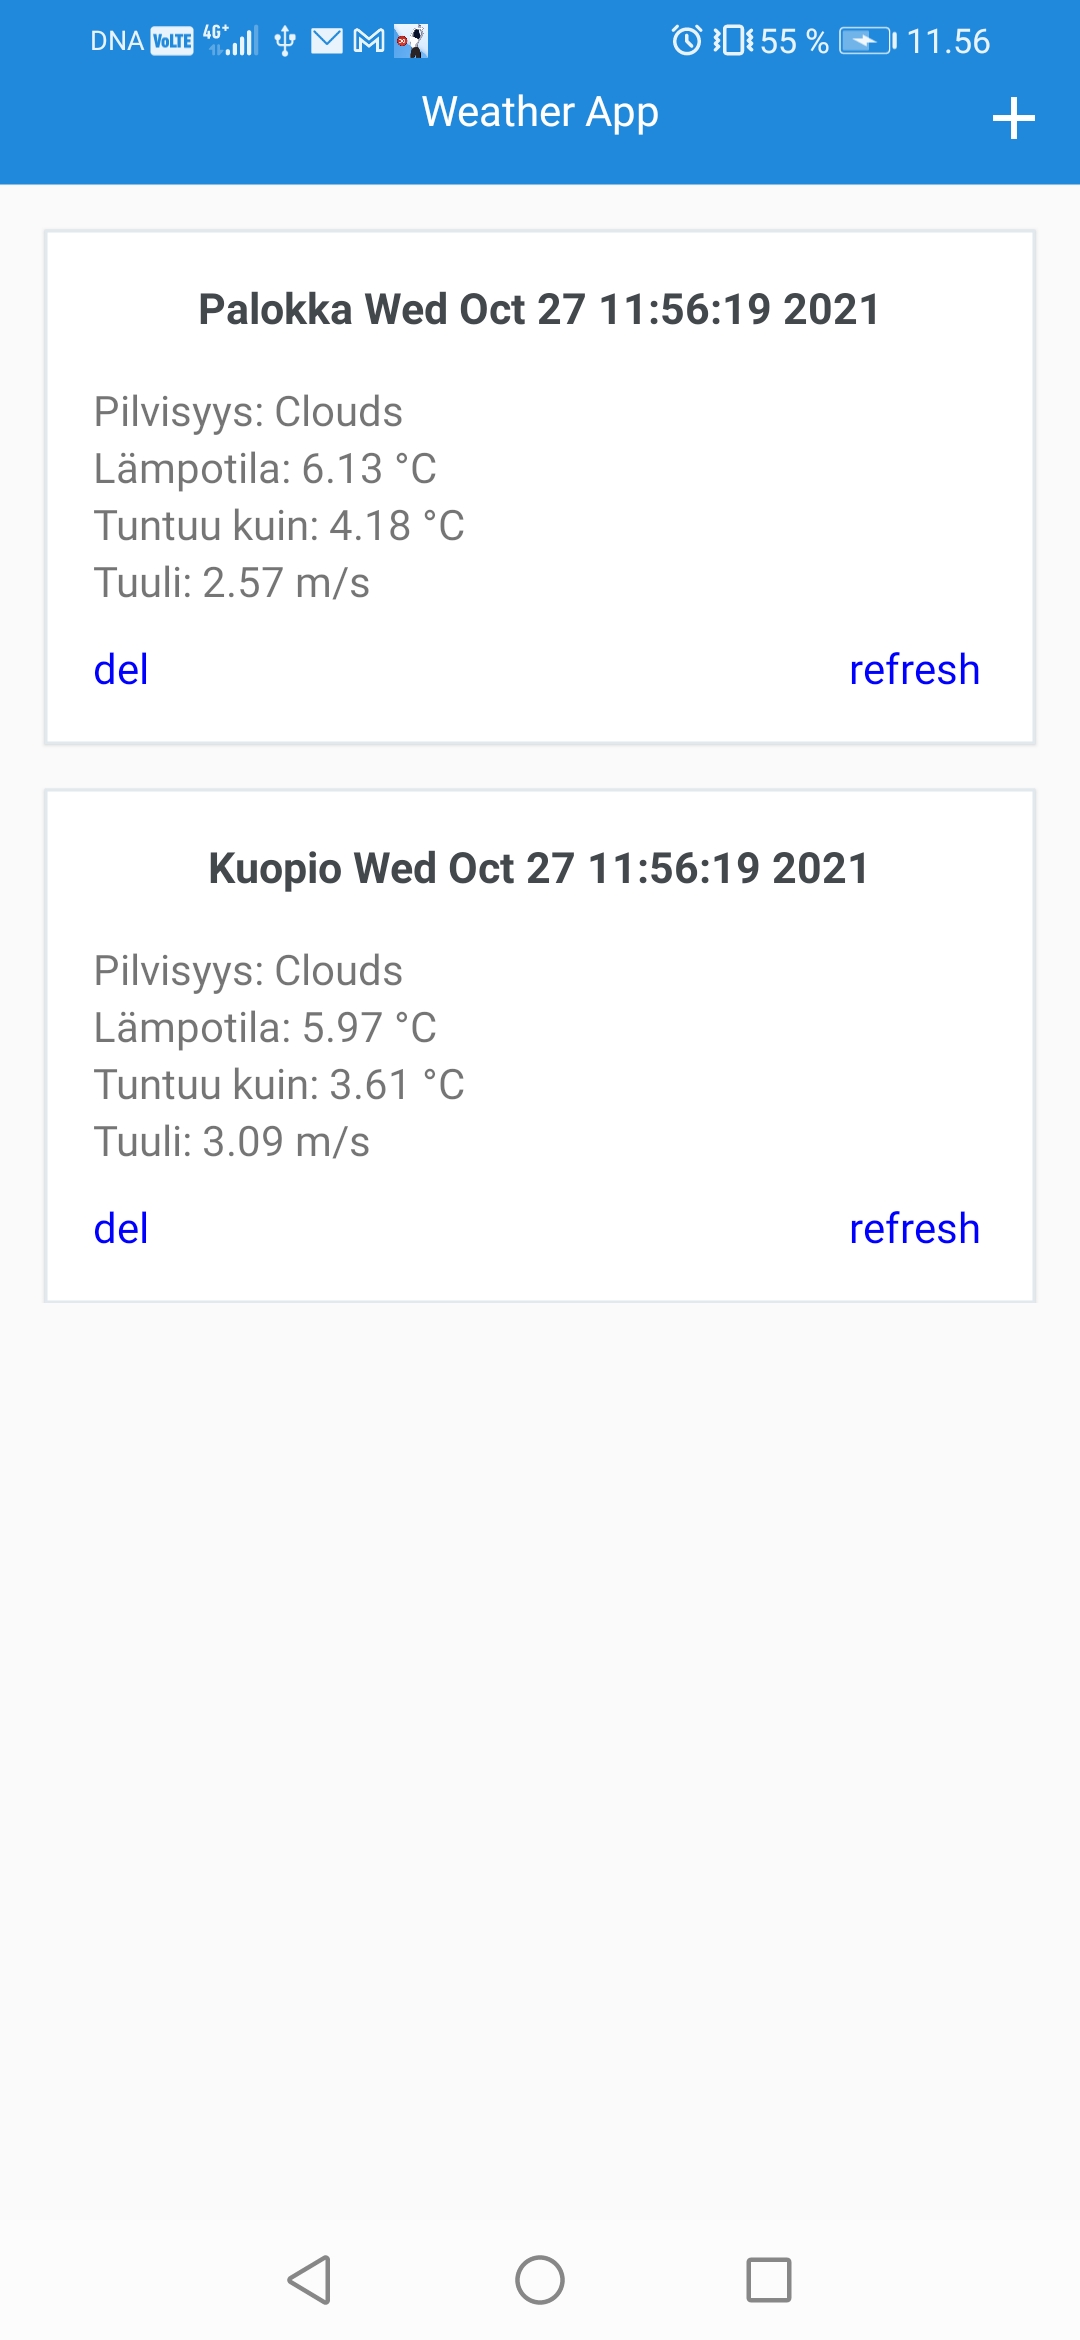 DNA VoLTE 4G+ 55 % 11.56
Weather App
Palokka Wed Oct 27 11:56:19 2021
Pilvisyys: Clouds
Lämpotila: 6.13 °C
Tuntuu kuin: 4.18 °C
Tuuli: 2.57 m/s
del refresh
Kuopio Wed Oct 27 11:56:19 2021
Pilvisyys: Clouds
Lämpotila: 5.97 °C
Tuntuu kuin: 3.61 °C
Tuuli: 3.09 m/s
del refresh